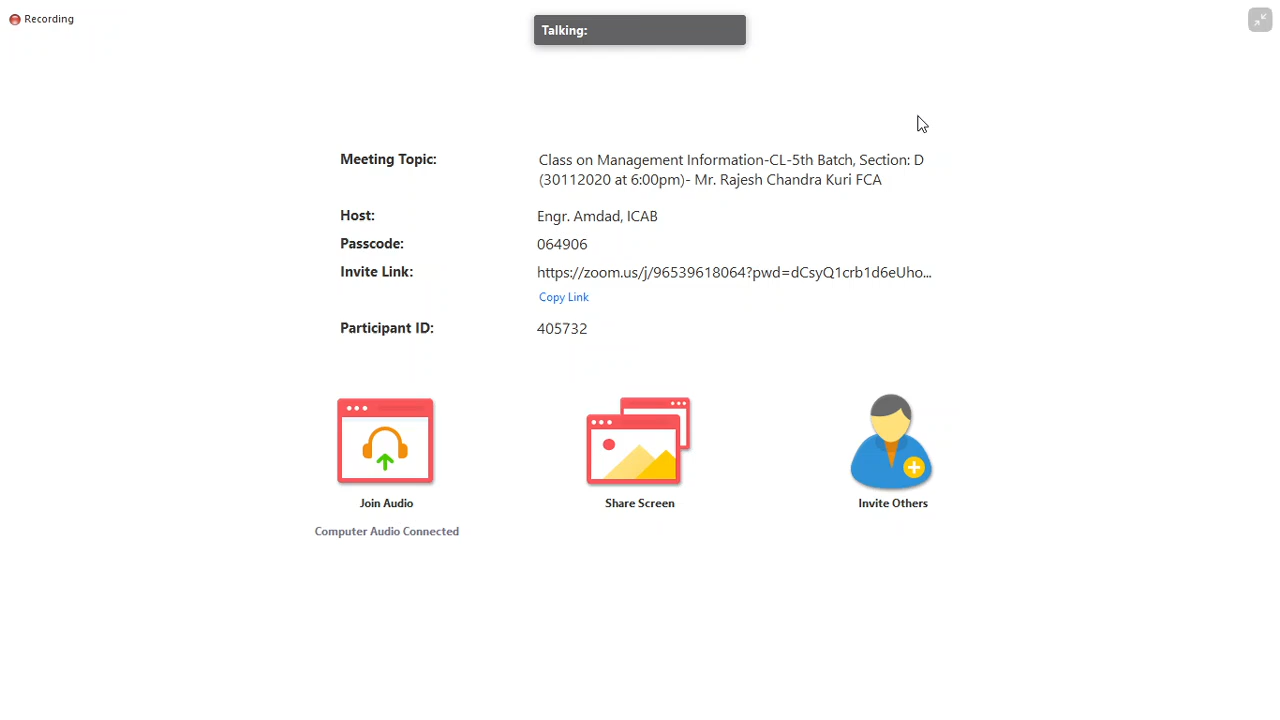 Recording
Talking:
Meeting Topic:
Class on Management Information-CL-5th Batch, Section: D
(30112020 at 6:00pm)- Mr. Rajesh Chandra Kuri FCA
Host:
Engr. Amdad, ICAB
Passcode:
064906
Invite Link:
https://zoom.us/j/96539618064?pwd=dCsyQ1crb1d6eUho...
Copy Link
Participant ID:
405732
Join Audio
Share Screen
Invite Others
Computer Audio Connected